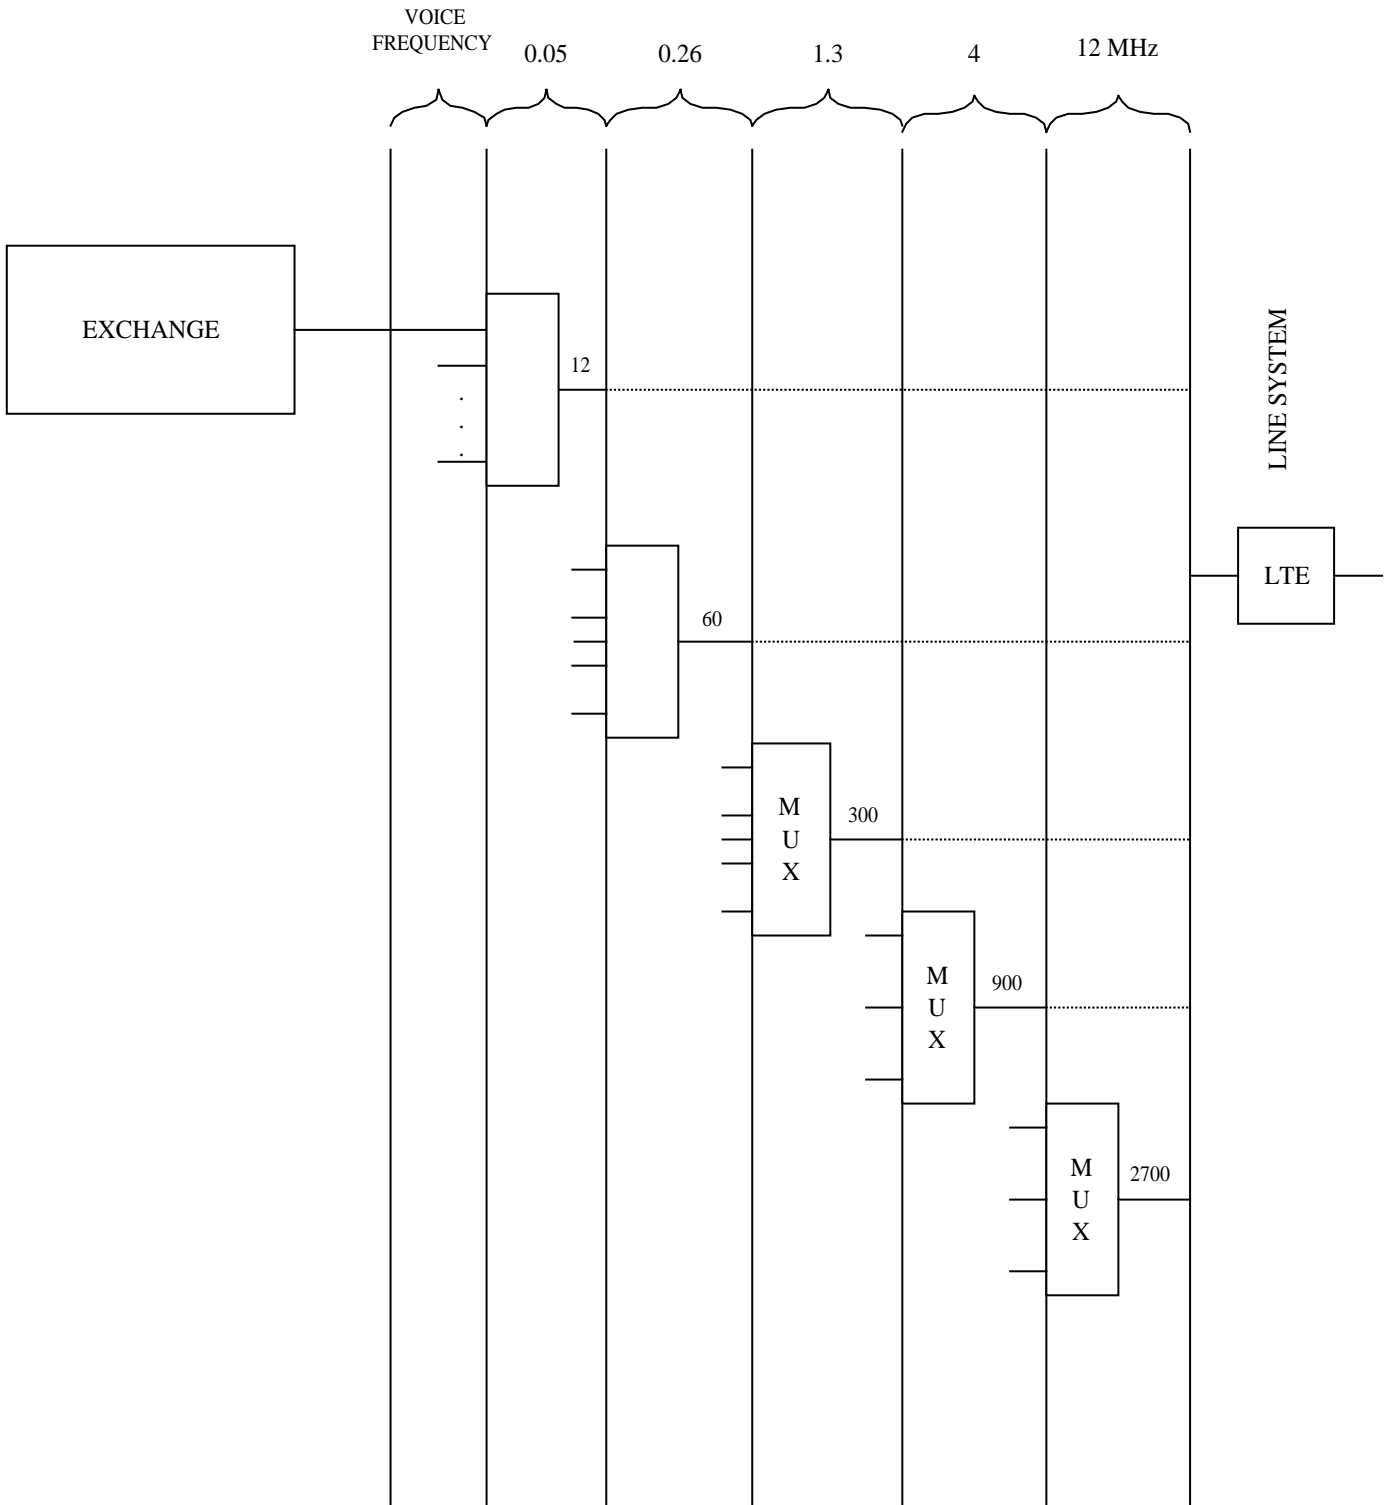 VOICE
FREQUENCY
0.05
0.26
1.3
4
12 MHz
EXCHANGE
12
LINE SYSTEM
LTE
60
M
U
X
300
M
U
X
900
M
U
X
2700